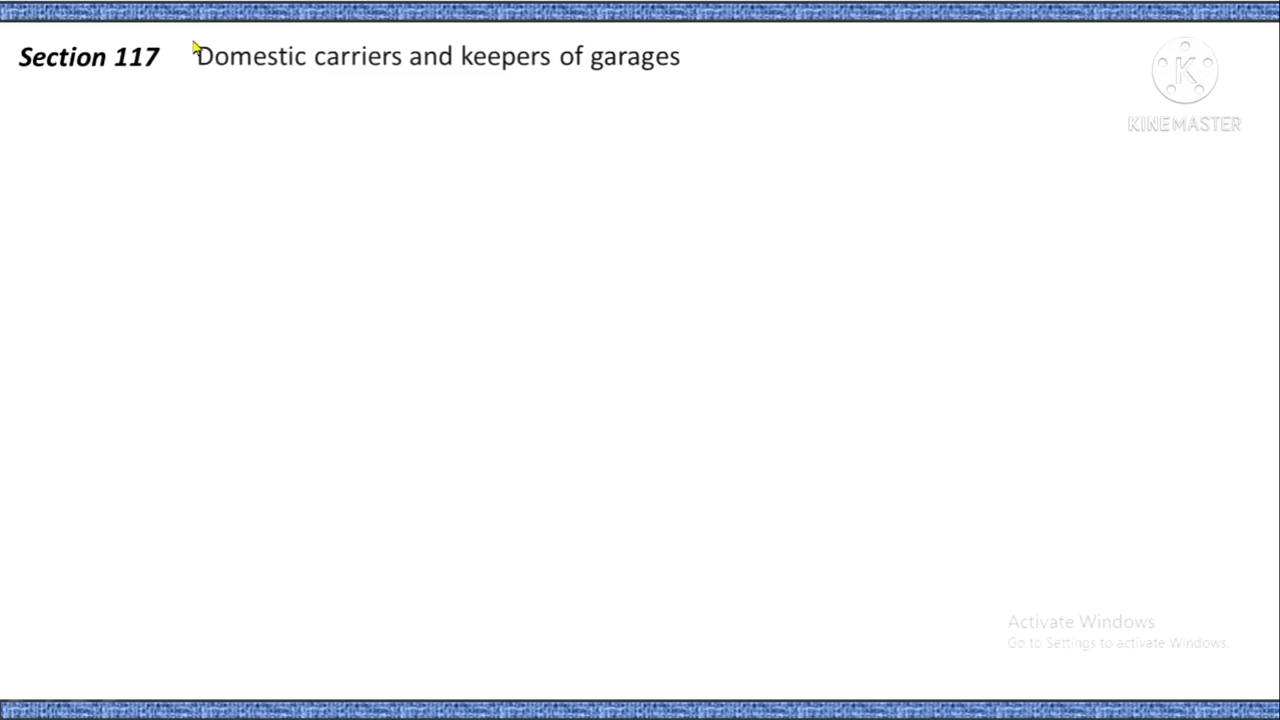 Section 117 Domestic carriers and keepers of garages
K
KINEMASTER
Activate Windows
Go to Settings to activate Windows.